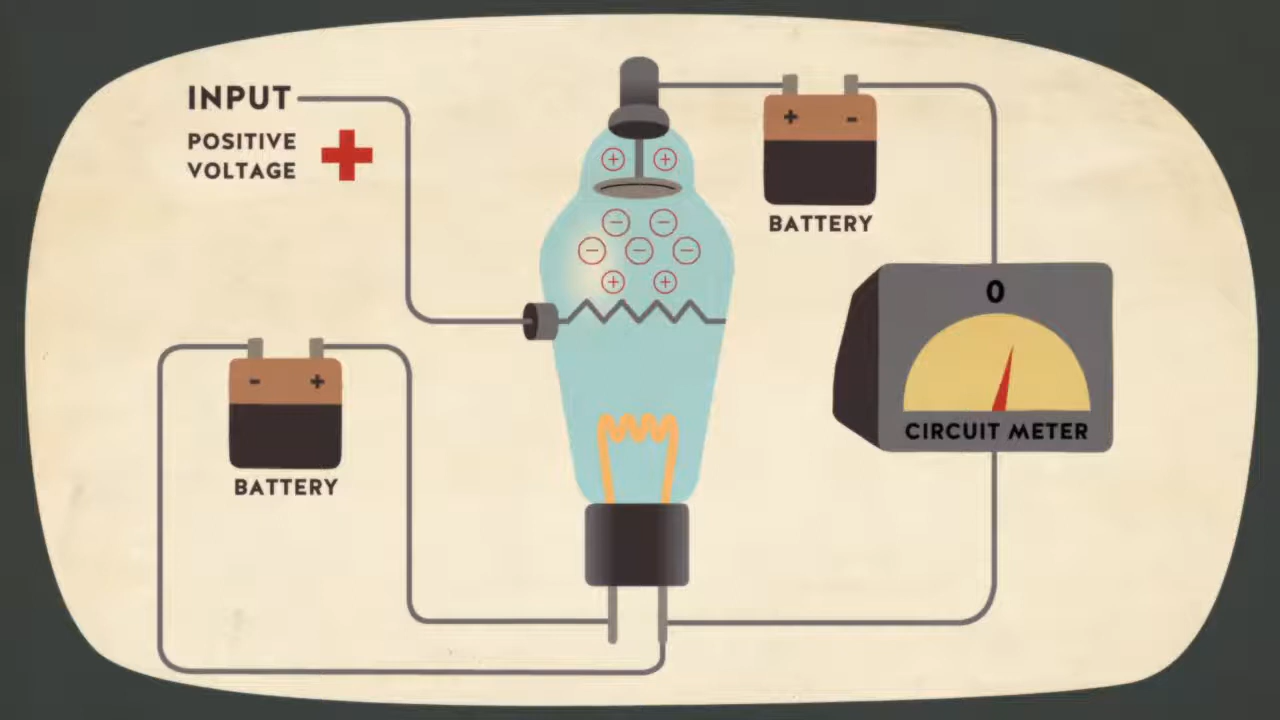 INPUT
POSITIVE
VOLTAGE
+ -
BATTERY
0
CIRCUIT METER
- +
BATTERY